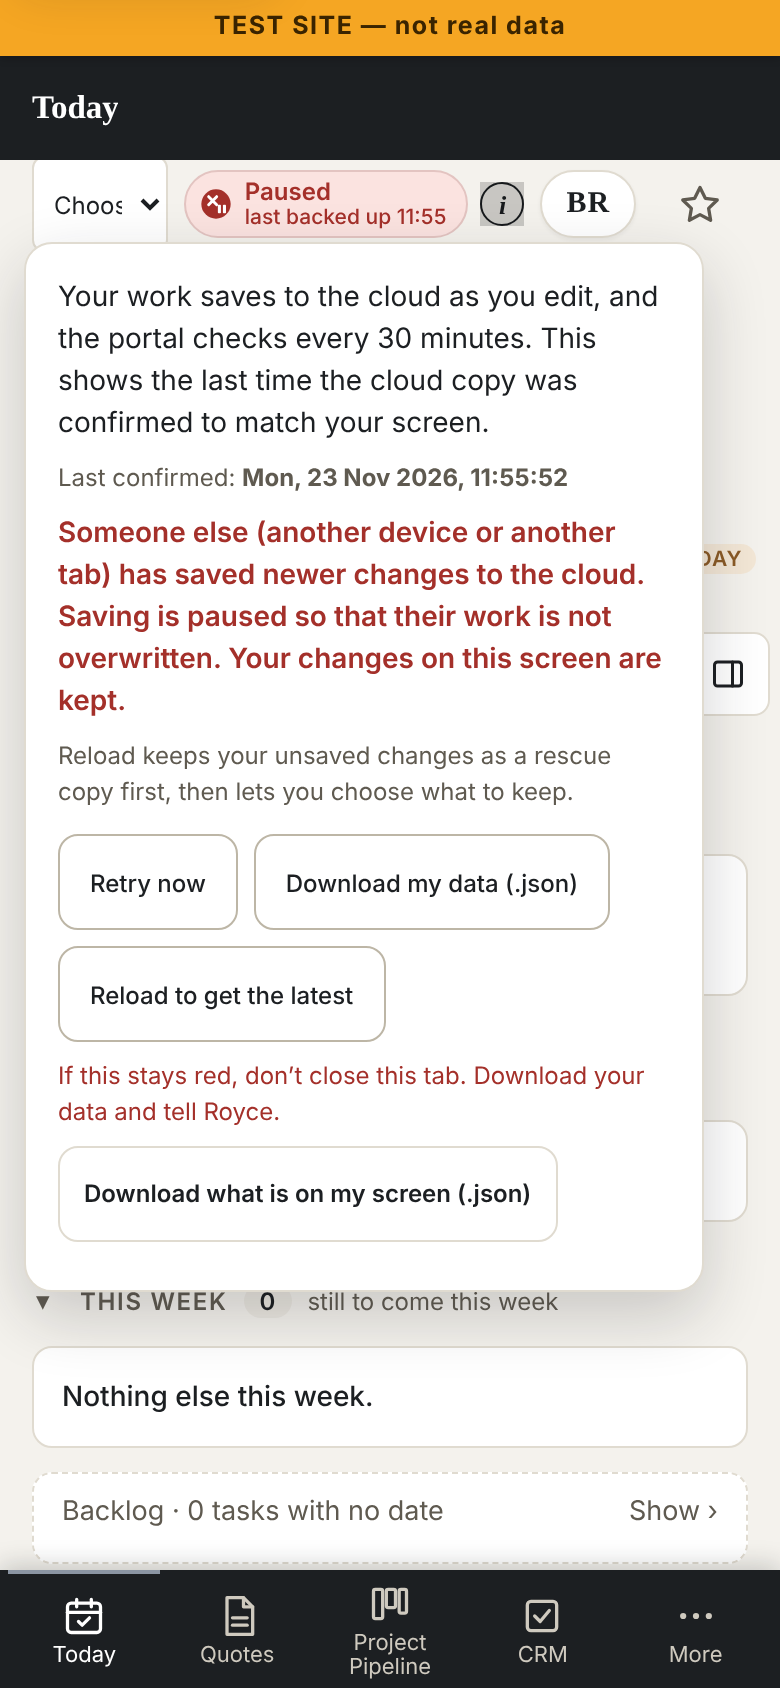 TEST SITE — not real data
Today
Choos
Paused
last backed up 11:55
i
BR
Your work saves to the cloud as you edit, and
the portal checks every 30 minutes. This
shows the last time the cloud copy was
confirmed to match your screen.
Last confirmed: Mon, 23 Nov 2026, 11:55:52
Someone else (another device or another
tab) has saved newer changes to the cloud.
Saving is paused so that their work is not
overwritten. Your changes on this screen are
kept.
DAY
Reload keeps your unsaved changes as a rescue
copy first, then lets you choose what to keep.
Retry now
Download my data (.json)
Reload to get the latest
If this stays red, don’t close this tab. Download your
data and tell Royce.
Download what is on my screen (.json)
THIS WEEK 0 still to come this week
Nothing else this week.
Backlog · 0 tasks with no date Show ›
Today
Quotes
Project
Pipeline
CRM
More